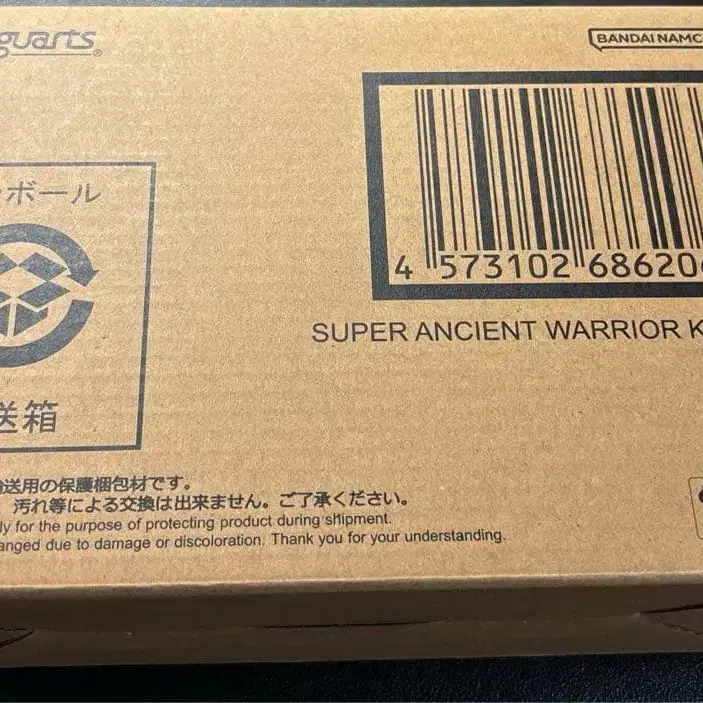 guarts®
BANDAI NAMC
ボール
4 573102 68620
SUPER ANCIENT WARRIOR K
送箱
送用の保護梱包材です。
汚れ等による交換は出来ません。ご了承ください。
ly for the purpose of protecting product during shipment.
anged due to damage or discoloration. Thank you for your understanding.